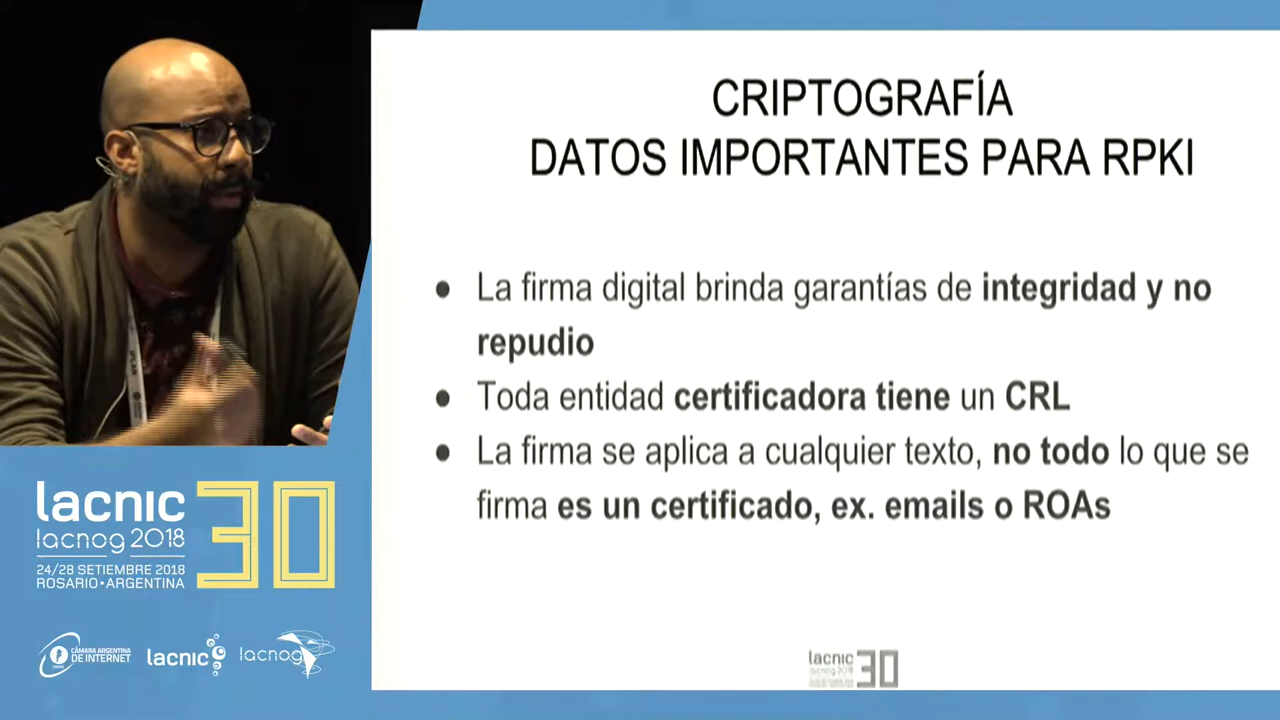 CRIPTOGRAFÍA
DATOS IMPORTANTES PARA RPKI
● La firma digital brinda garantías de integridad y no
repudio
● Toda entidad certificadora tiene un CRL
● La firma se aplica a cualquier texto, no todo lo que se
firma es un certificado, ex. emails o ROAs
lacnic 30
lacnog 2018
24/28 SETIEMBRE 2018
ROSARIO • ARGENTINA
CÁMARA ARGENTINA
DE INTERNET
lacnic
lacnog
lacnic 30
lacnog 2018